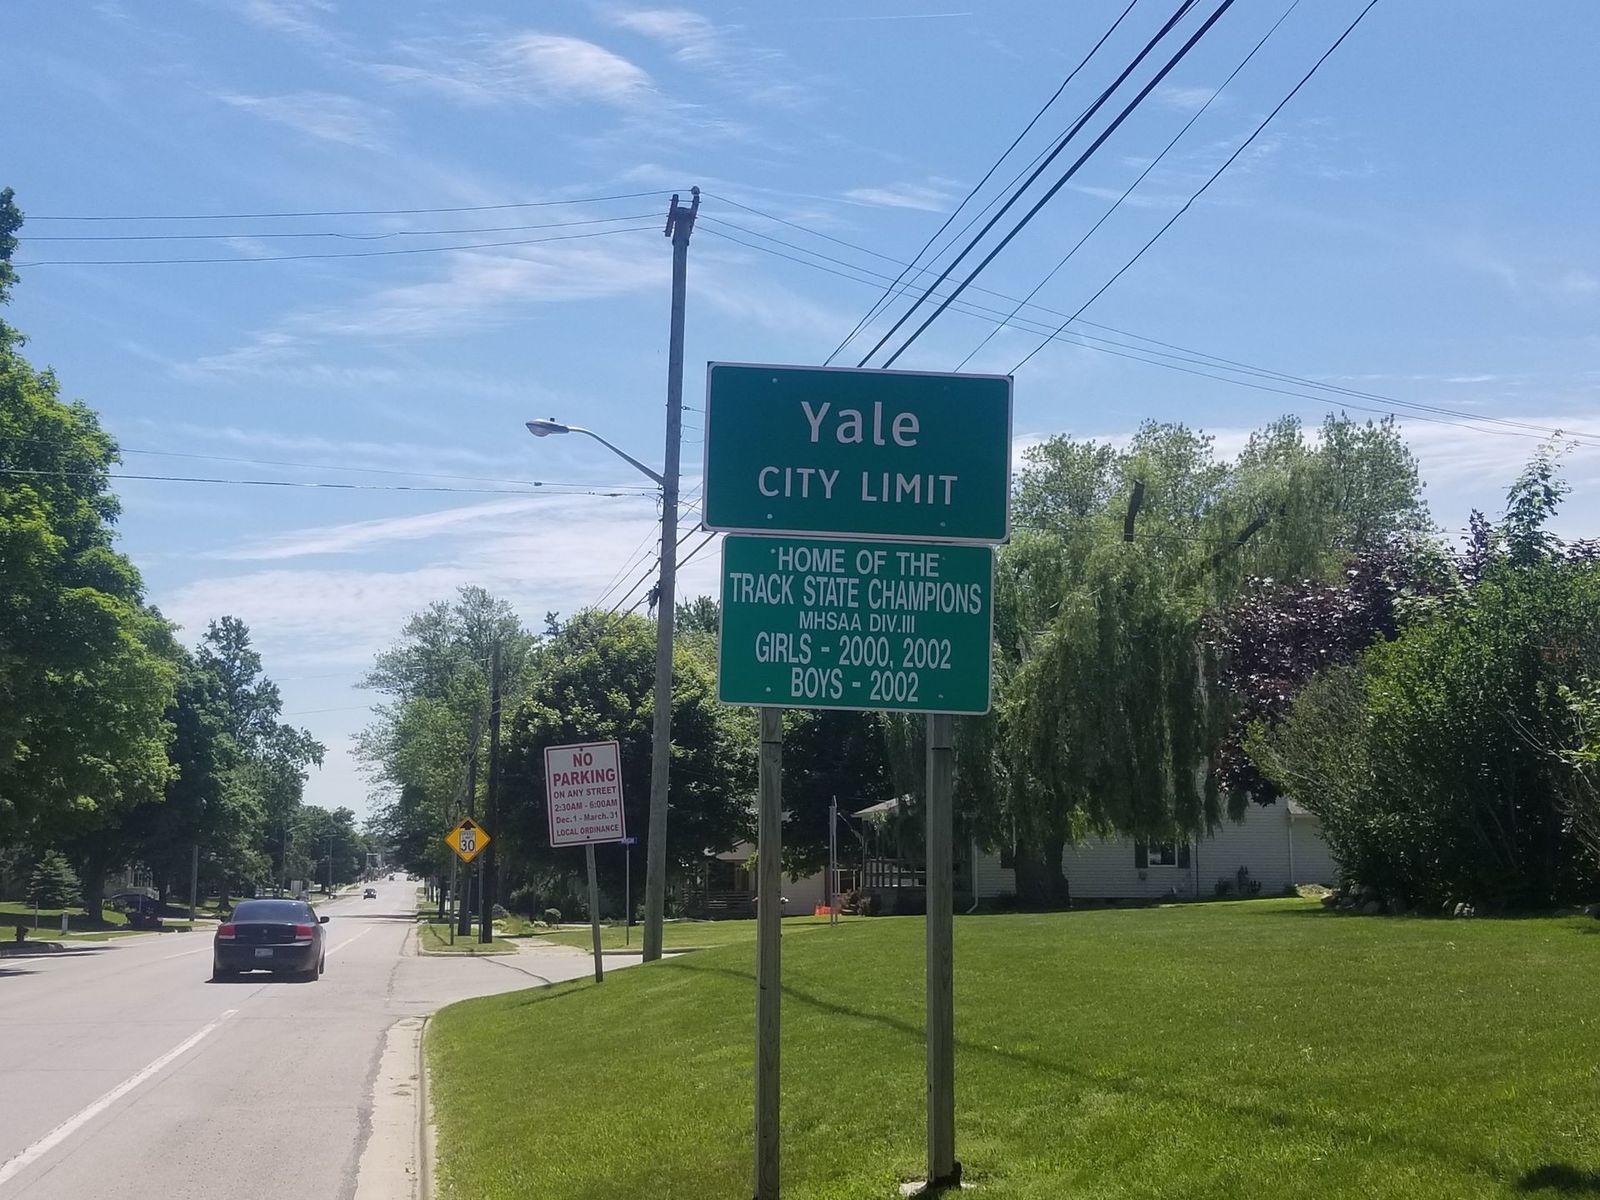 Yale
CITY LIMIT
HOME OF THE
TRACK STATE CHAMPIONS
MHSAA DIV.III
GIRLS - 2000, 2002
BOYS - 2002
NO
PARKING
ON ANY STREET
2:30AM - 6:00AM
Dec. 1 - March. 31
LOCAL ORDINANCE
30